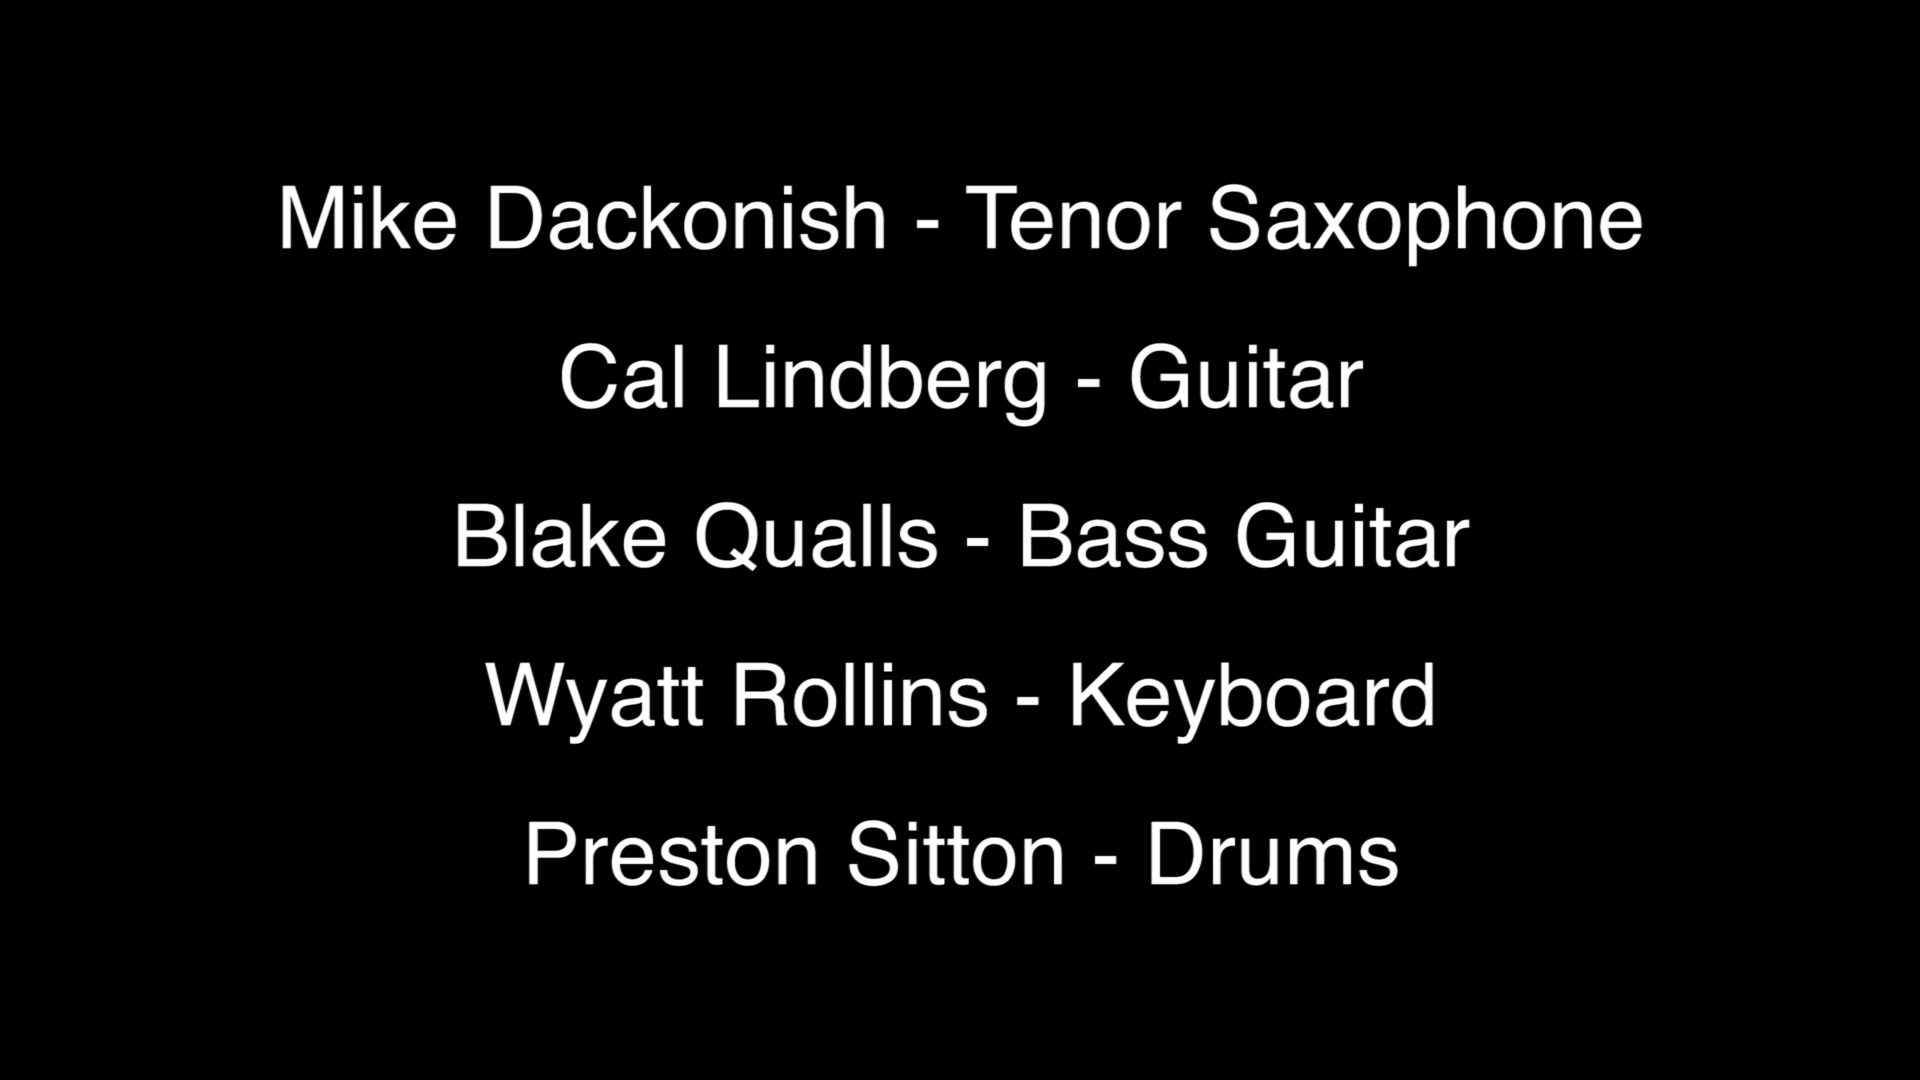 Mike Dackonish - Tenor Saxophone
Cal Lindberg - Guitar
Blake Qualls - Bass Guitar
Wyatt Rollins - Keyboard
Preston Sitton - Drums